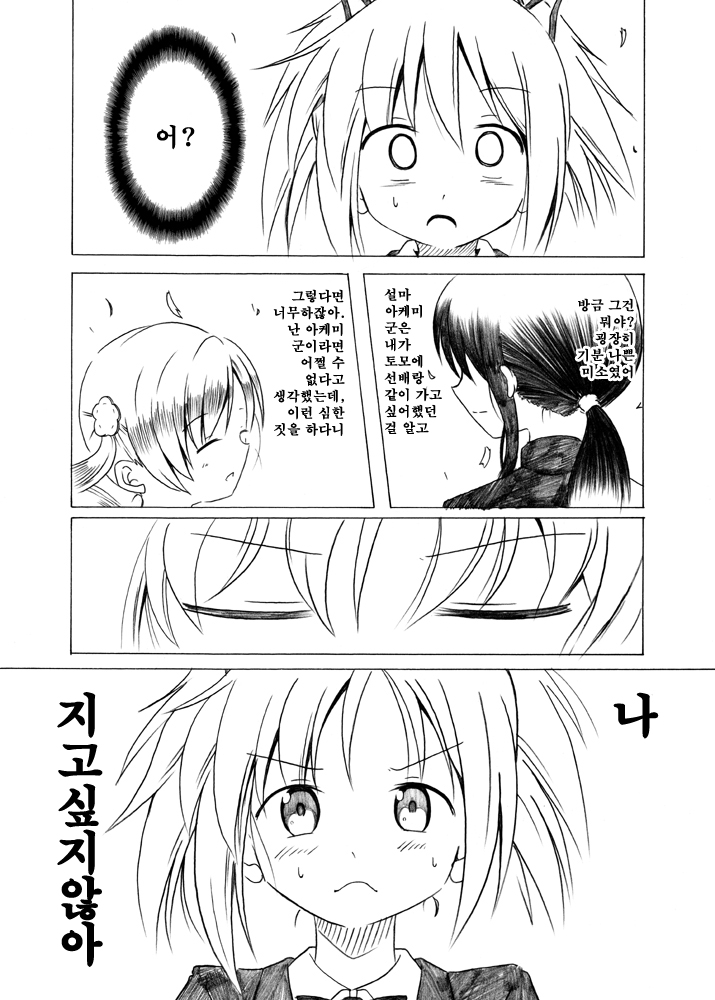 어?
방금 그건
뭐야?
굉장히
기분 나쁜
미소였어
설마
아케미
군은
내가
토모에
선배랑
같이 가고
싶어했던
걸 알고
그렇다면
너무하잖아.
난 아케미
군이라면
어쩔 수
없다고
생각했는데,
이런 심한
짓을 하다니
나
지고싶지않아